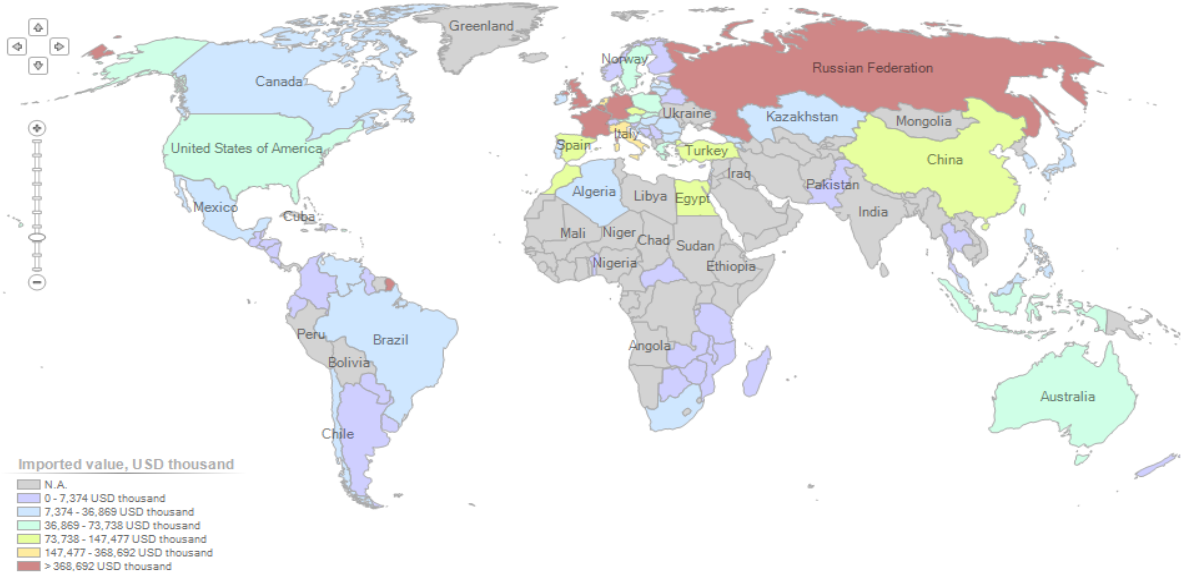 Greenland
Norway
Russian Federation
Canada
Ukraine
Kazakhstan
Mongolia
Italy
United States of America
Spain
Turkey
China
Iraq
Pakistan
Algeria
Libya
Egypt
Mexico
India
Cuba
Mali
Niger
Chad
Sudan
Nigeria
Ethiopia
Peru
Brazil
Angola
Bolivia
Australia
Chile
Imported value, USD thousand
N.A.
0 - 7,374 USD thousand
7,374 - 36,869 USD thousand
36,869 - 73,738 USD thousand
73,738 - 147,477 USD thousand
147,477 - 368,692 USD thousand
> 368,692 USD thousand